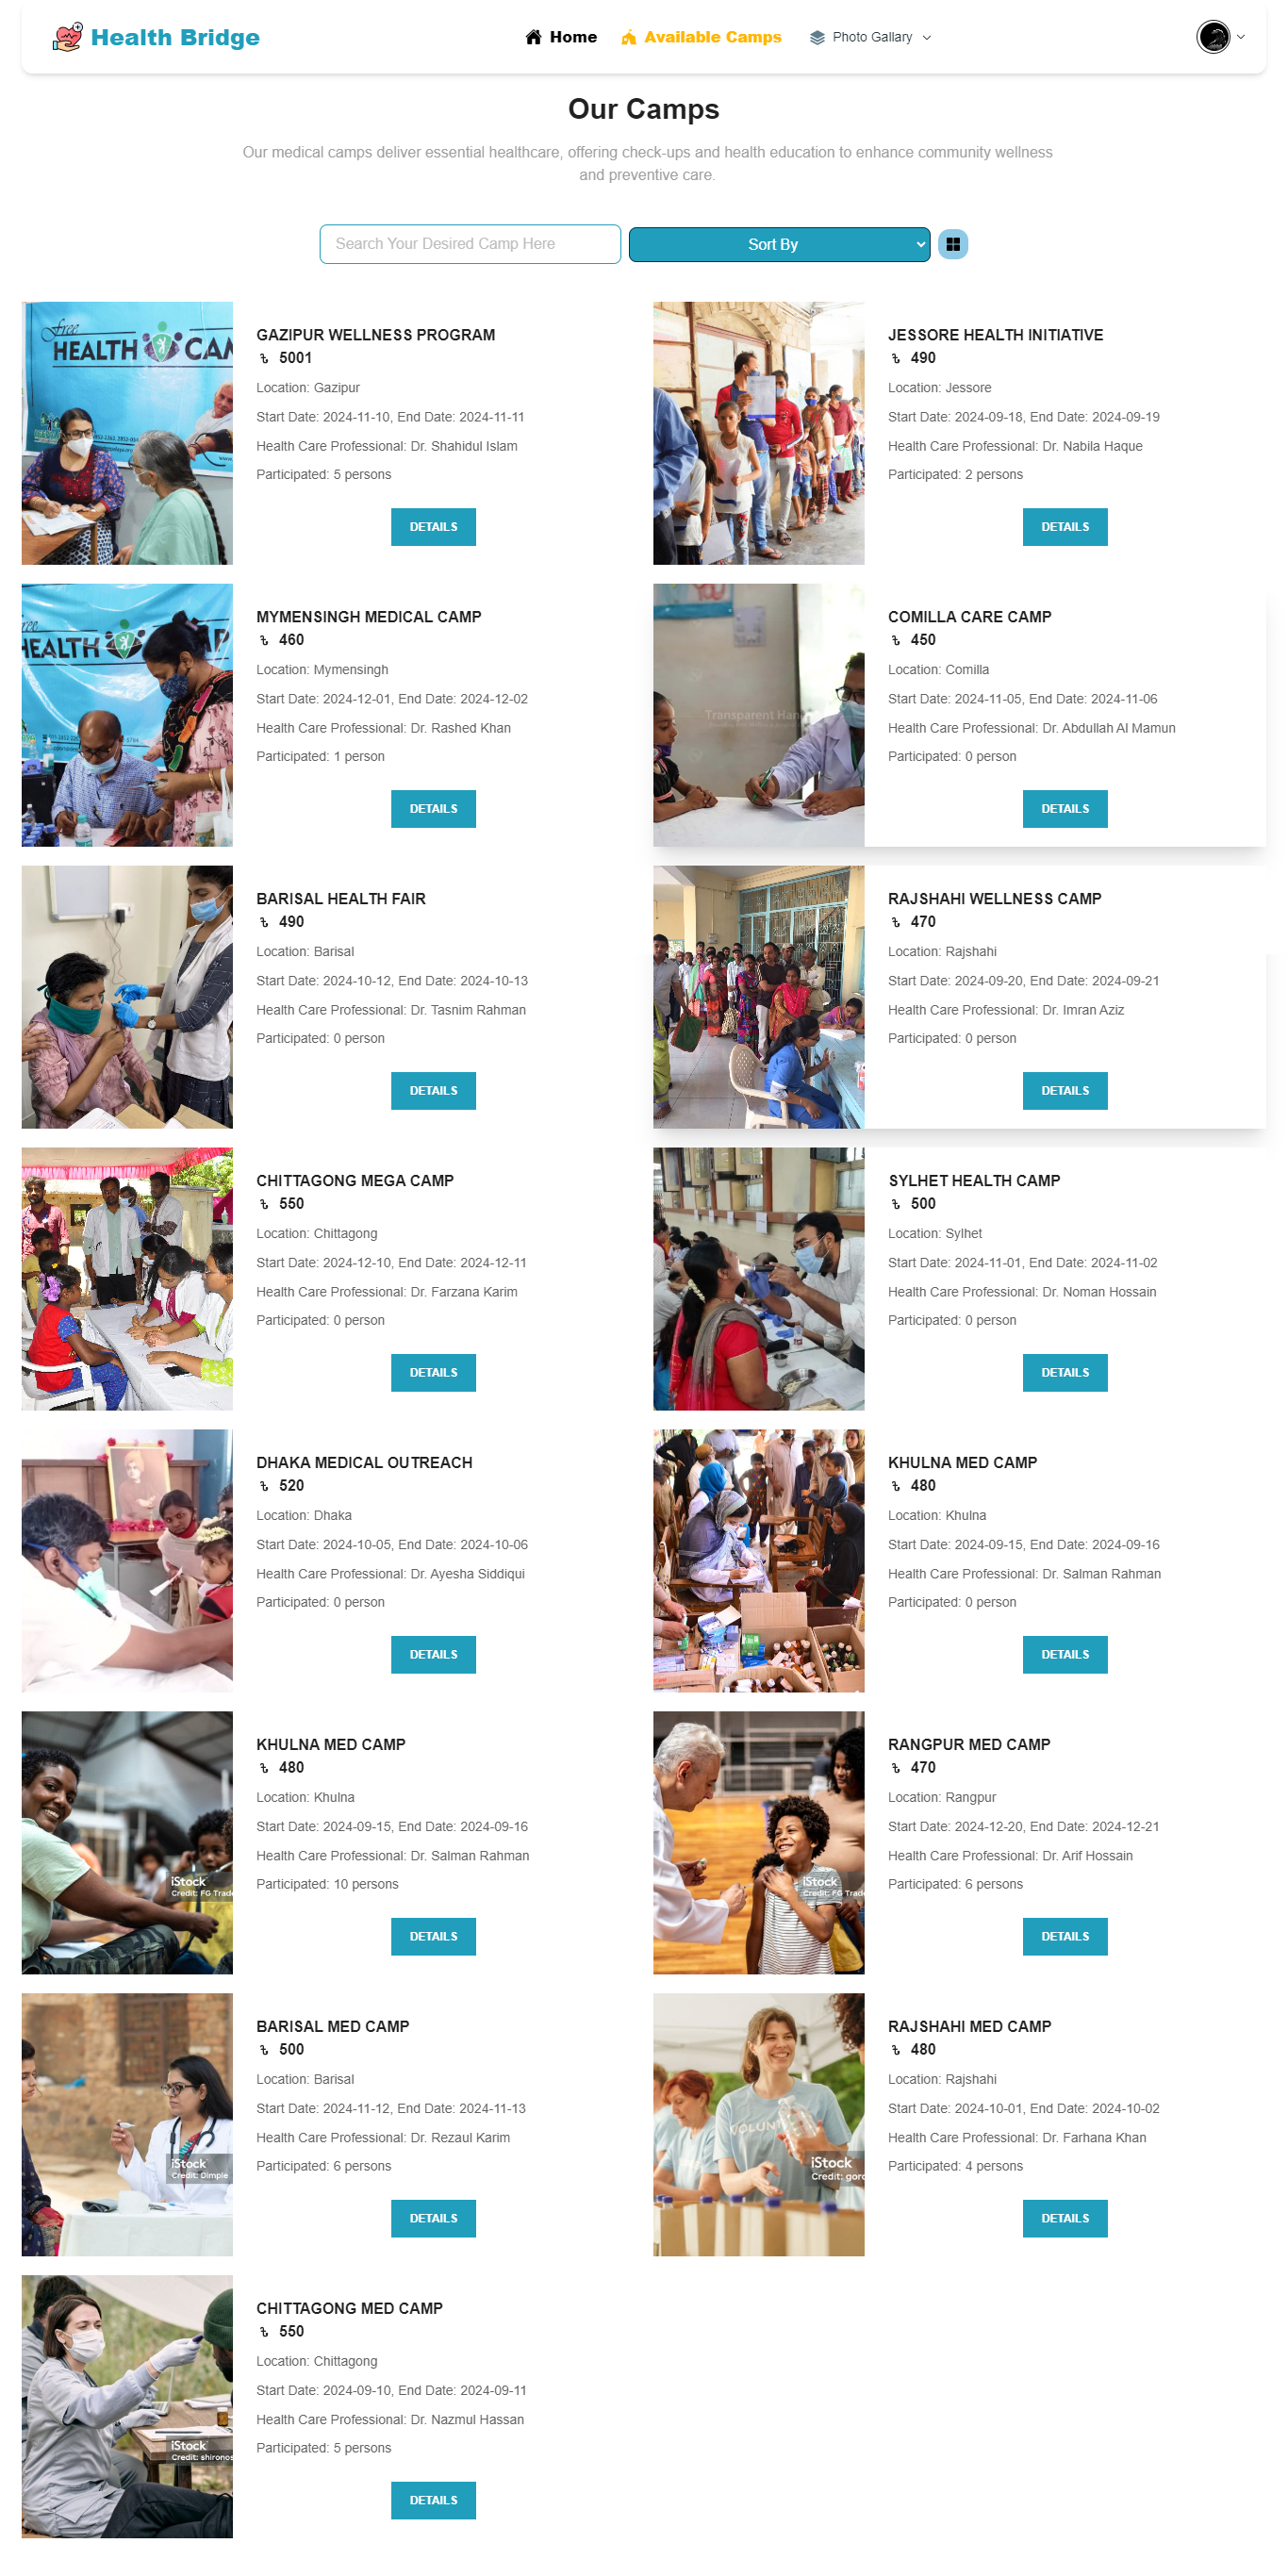 Health Bridge
Home
Available Camps
Photo Gallary
Our Camps
Our medical camps deliver essential healthcare, offering check-ups and health education to enhance community wellness
and preventive care.
Search Your Desired Camp Here
Sort By
free
HEALTH CAM
GAZIPUR WELLNESS PROGRAM
৳ 5001
Location: Gazipur
Start Date: 2024-11-10, End Date: 2024-11-11
Health Care Professional: Dr. Shahidul Islam
Participated: 5 persons
DETAILS
JESSORE HEALTH INITIATIVE
৳ 490
Location: Jessore
Start Date: 2024-09-18, End Date: 2024-09-19
Health Care Professional: Dr. Nabila Haque
Participated: 2 persons
DETAILS
HEALTH
MYMENSINGH MEDICAL CAMP
৳ 460
Location: Mymensingh
Start Date: 2024-12-01, End Date: 2024-12-02
Health Care Professional: Dr. Rashed Khan
Participated: 1 person
DETAILS
Transparent Han
COMILLA CARE CAMP
৳ 450
Location: Comilla
Start Date: 2024-11-05, End Date: 2024-11-06
Health Care Professional: Dr. Abdullah Al Mamun
Participated: 0 person
DETAILS
BARISAL HEALTH FAIR
৳ 490
Location: Barisal
Start Date: 2024-10-12, End Date: 2024-10-13
Health Care Professional: Dr. Tasnim Rahman
Participated: 0 person
DETAILS
RAJSHAHI WELLNESS CAMP
৳ 470
Location: Rajshahi
Start Date: 2024-09-20, End Date: 2024-09-21
Health Care Professional: Dr. Imran Aziz
Participated: 0 person
DETAILS
CHITTAGONG MEGA CAMP
৳ 550
Location: Chittagong
Start Date: 2024-12-10, End Date: 2024-12-11
Health Care Professional: Dr. Farzana Karim
Participated: 0 person
DETAILS
SYLHET HEALTH CAMP
৳ 500
Location: Sylhet
Start Date: 2024-11-01, End Date: 2024-11-02
Health Care Professional: Dr. Noman Hossain
Participated: 0 person
DETAILS
DHAKA MEDICAL OUTREACH
৳ 520
Location: Dhaka
Start Date: 2024-10-05, End Date: 2024-10-06
Health Care Professional: Dr. Ayesha Siddiqui
Participated: 0 person
DETAILS
KHULNA MED CAMP
৳ 480
Location: Khulna
Start Date: 2024-09-15, End Date: 2024-09-16
Health Care Professional: Dr. Salman Rahman
Participated: 0 person
DETAILS
iStock
Credit: FG Trade
KHULNA MED CAMP
৳ 480
Location: Khulna
Start Date: 2024-09-15, End Date: 2024-09-16
Health Care Professional: Dr. Salman Rahman
Participated: 10 persons
DETAILS
iStock
Credit: FG Trade
RANGPUR MED CAMP
৳ 470
Location: Rangpur
Start Date: 2024-12-20, End Date: 2024-12-21
Health Care Professional: Dr. Arif Hossain
Participated: 6 persons
DETAILS
iStock
Credit: Dimple
BARISAL MED CAMP
৳ 500
Location: Barisal
Start Date: 2024-11-12, End Date: 2024-11-13
Health Care Professional: Dr. Rezaul Karim
Participated: 6 persons
DETAILS
VOLUNT
iStock
Credit: goro
RAJSHAHI MED CAMP
৳ 480
Location: Rajshahi
Start Date: 2024-10-01, End Date: 2024-10-02
Health Care Professional: Dr. Farhana Khan
Participated: 4 persons
DETAILS
iStock
Credit: shironos
CHITTAGONG MED CAMP
৳ 550
Location: Chittagong
Start Date: 2024-09-10, End Date: 2024-09-11
Health Care Professional: Dr. Nazmul Hassan
Participated: 5 persons
DETAILS